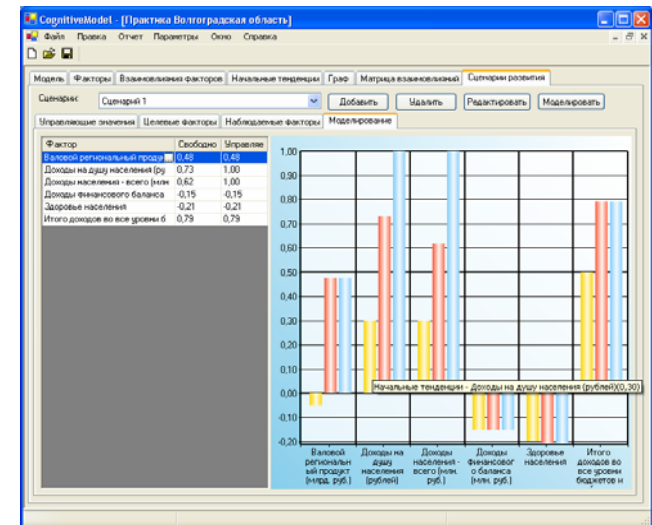 CognitiveModel - [Практика Волгоградская область]
Файл Правка Отчет Параметры Окно Справка
Модель Факторы Взаимовлияния факторов Начальные тенденции Граф Матрица взаимовлияний Сценарии развития
Сценарии: Сценарий 1 Добавить Удалить Редактировать Моделировать
Управляющие значения Целевые факторы Наблюдаемые факторы Моделирование
Фактор Свободно Управляе
Валовой региональный продук... 0,48 0,48
Доходы на душу населения (ру 0,73 1,00
Доходы населения - всего (млн 0,62 1,00
Доходы финансового баланса -0,15 -0,15
Здоровье населения -0,21 -0,21
Итого доходов во все уровни б 0,79 0,79
1,00
0,90
0,80
0,70
0,60
0,50
0,40
0,30
0,20
0,10
0,00
-0,10
-0,20
Начальные тенденции - Доходы на душу населения (рублей)(0,30)
Валовой региональн ый продукт (млрд. руб.)
Доходы на душу населения (рублей)
Доходы населения - всего (млн. руб.)
Доходы финансовог о баланса (млн. руб.)
Здоровье населения
Итого доходов во все уровни бюджетов и